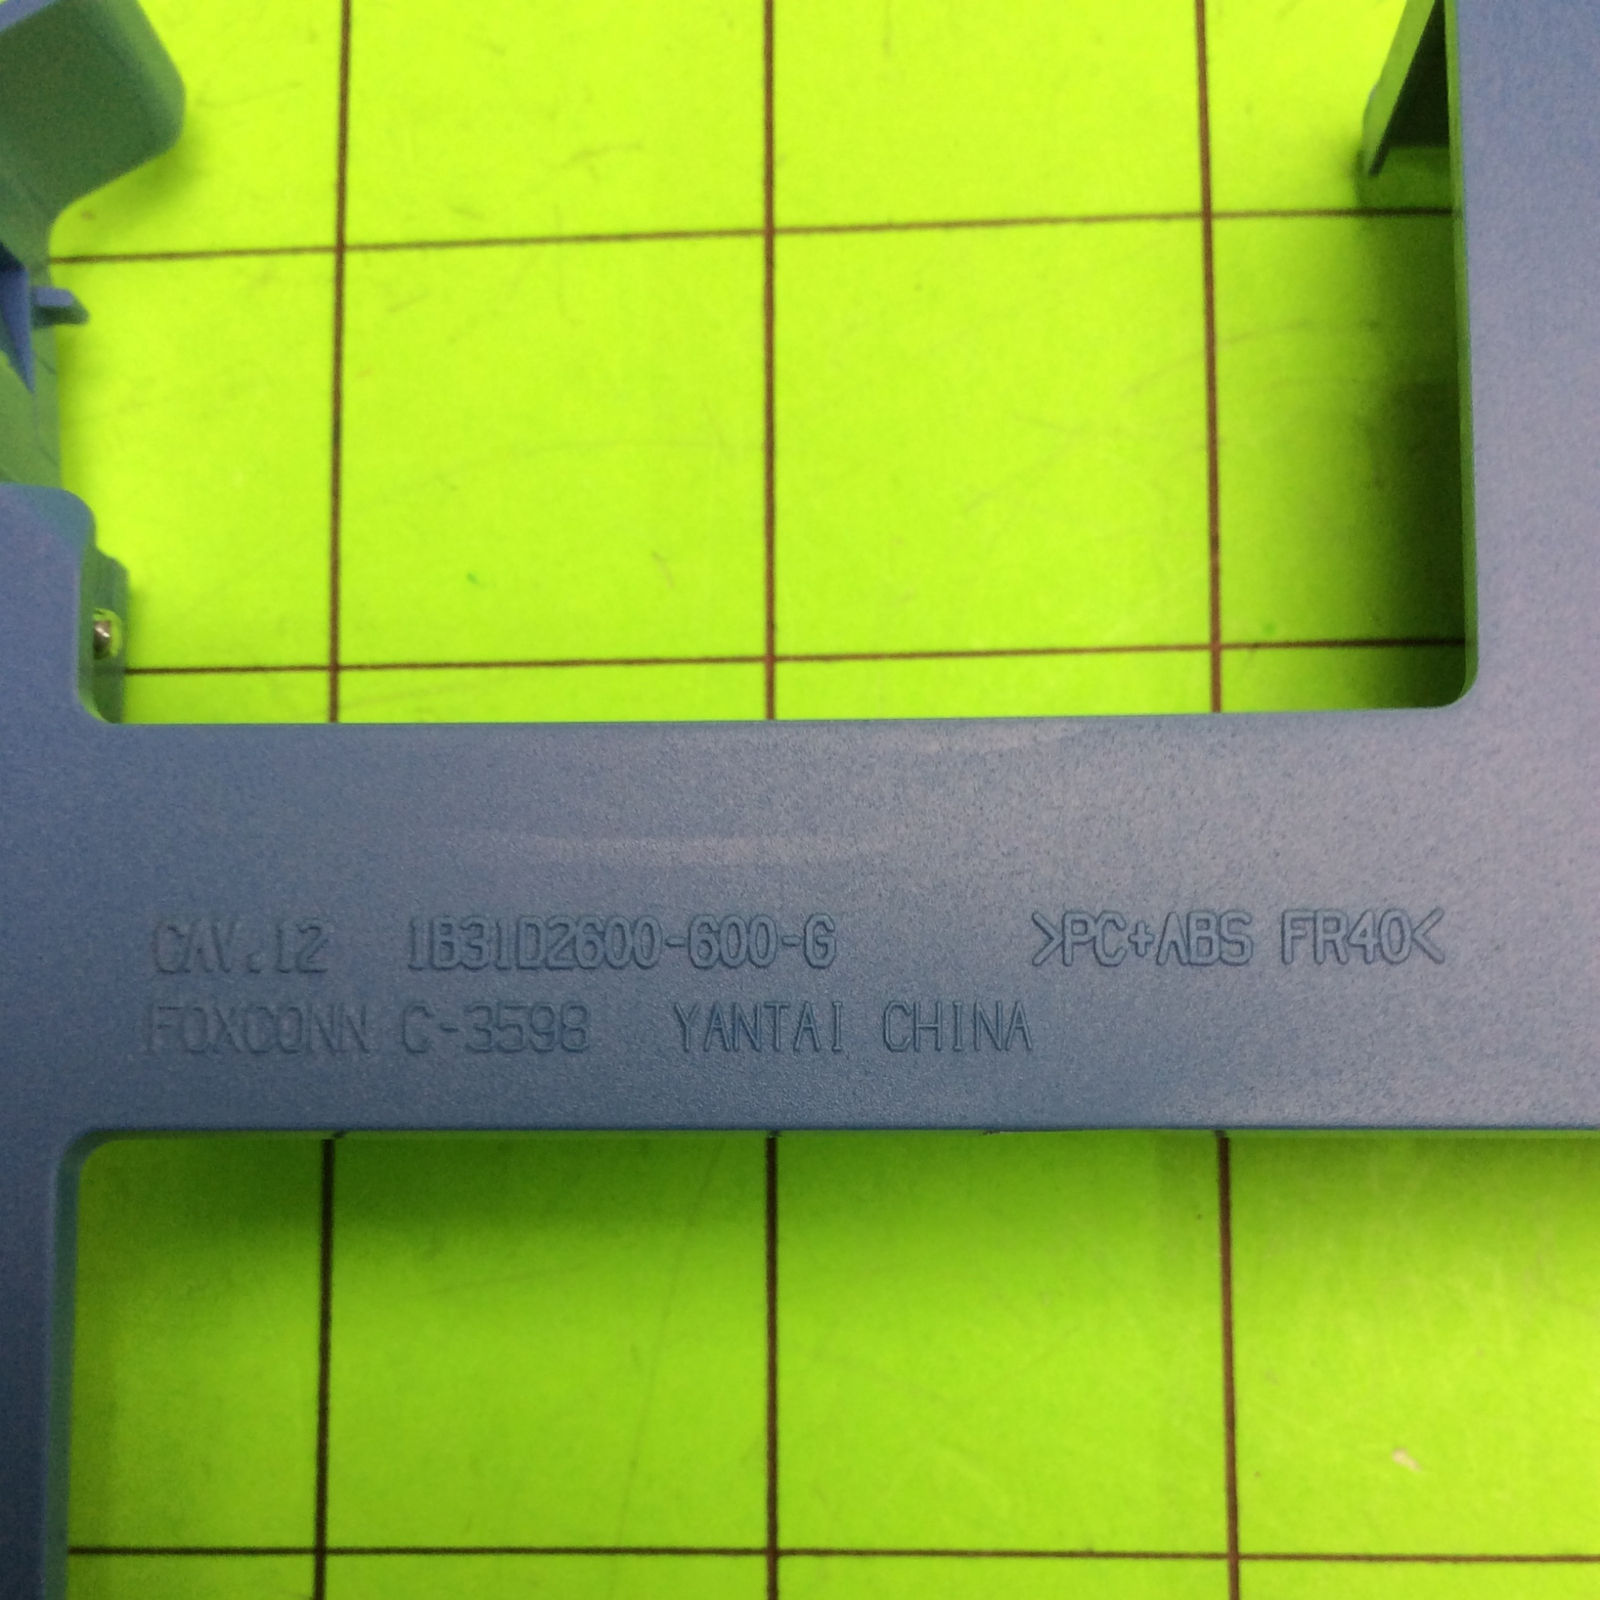 CAV.12 1B31D2600-600-G >PC+ABS FR40<
FOXCONN C-3598 YANTAI CHINA